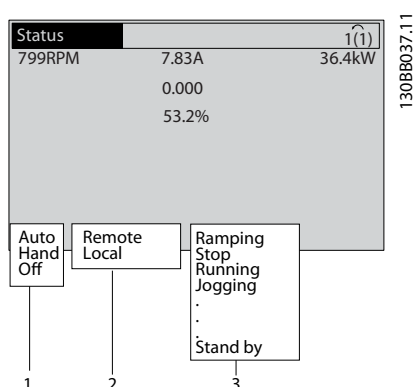 Status 1(1)
799RPM 7.83A 36.4kW
0.000
53.2%
Auto
Hand
Off
Remote
Local
Ramping
Stop
Running
Jogging
.
.
.
Stand by
1 2 3
130BB037.11